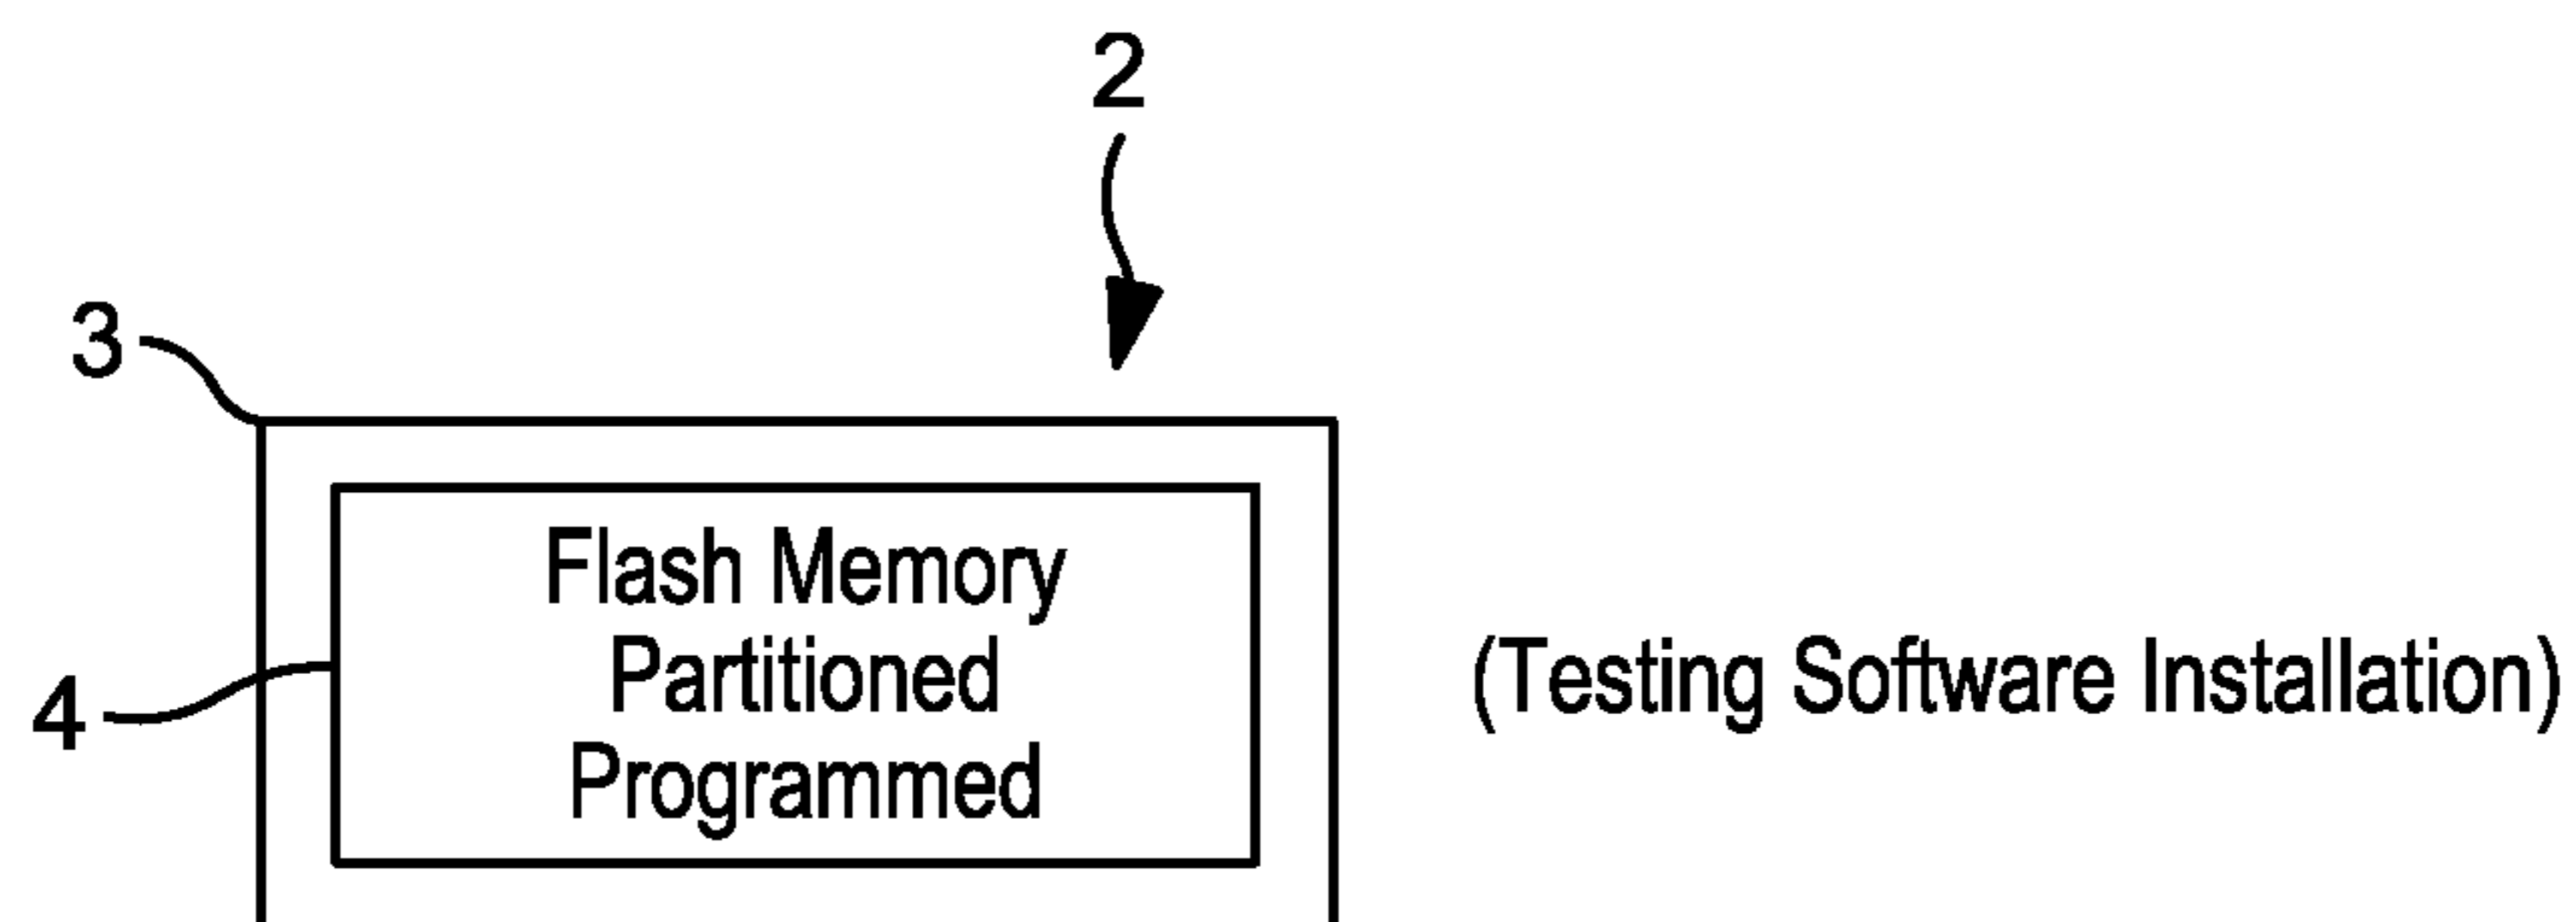 2
3
Flash Memory
Partitioned
4
(Testing Software Installation)
Programmed